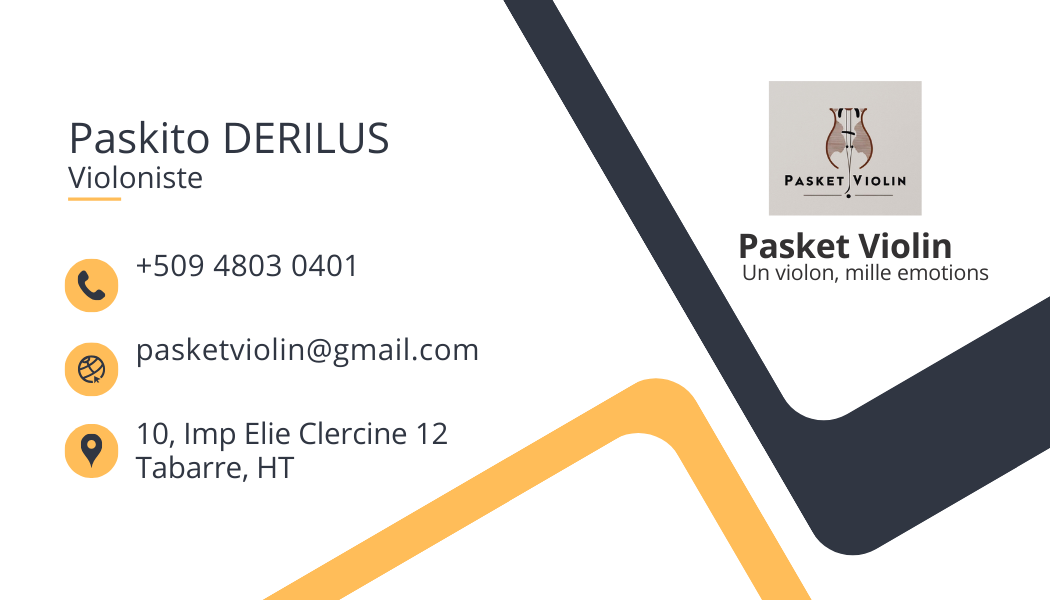 Paskito DERILUS
Violoniste
+509 4803 0401
pasketviolin@gmail.com
10, Imp Elie Clercine 12
Tabarre, HT
PASKET VIOLIN
Pasket Violin
Un violon, mille emotions